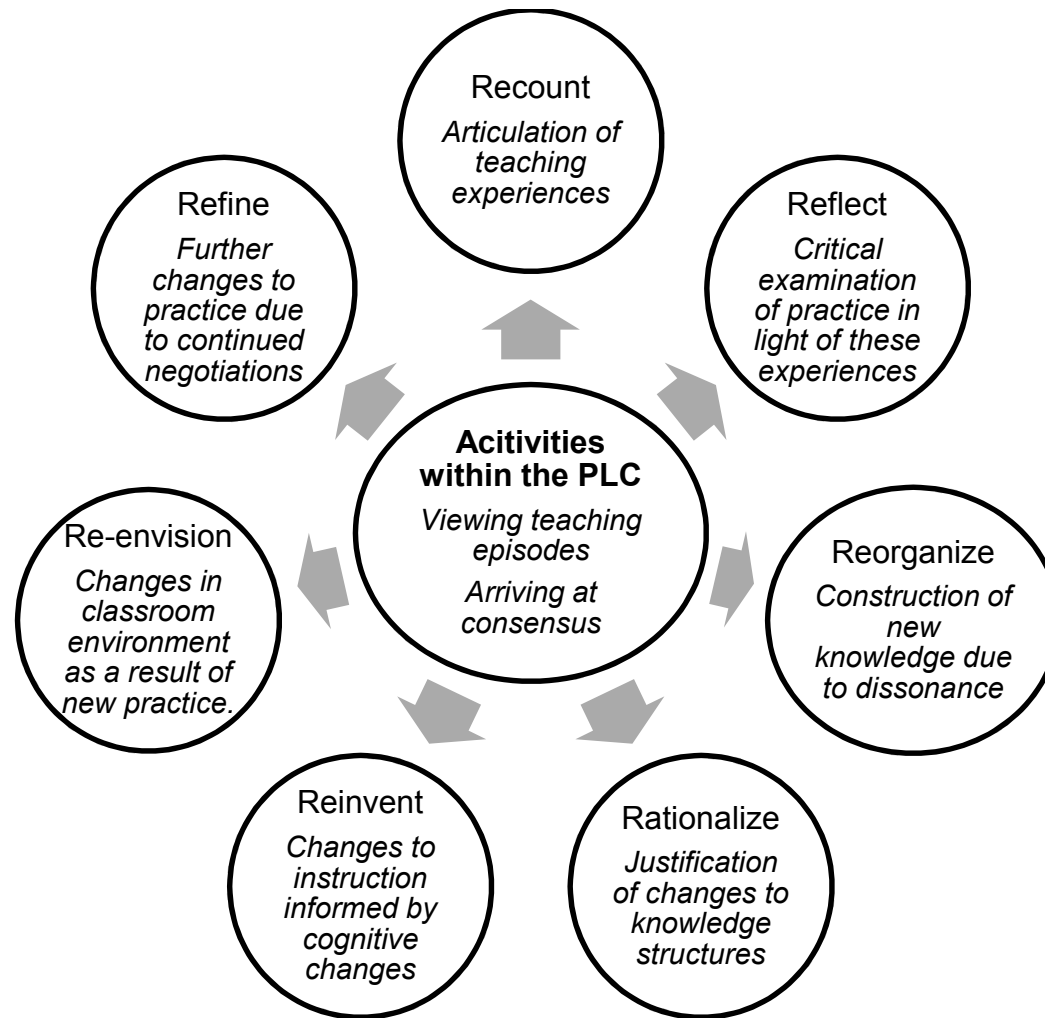 Recount
Articulation of
teaching
experiences
Reflect
Critical
examination
of practice in
light of these
experiences
Reorganize
Construction of
new
knowledge due
to dissonance
Rationalize
Justification
of changes to
knowledge
structures
Reinvent
Changes to
instruction
informed by
cognitive
changes
Re-envision
Changes in
classroom
environment
as a result of
new practice.
Refine
Further
changes to
practice due
to continued
negotiations
Acitivities
within the PLC
Viewing teaching
episodes
Arriving at
consensus